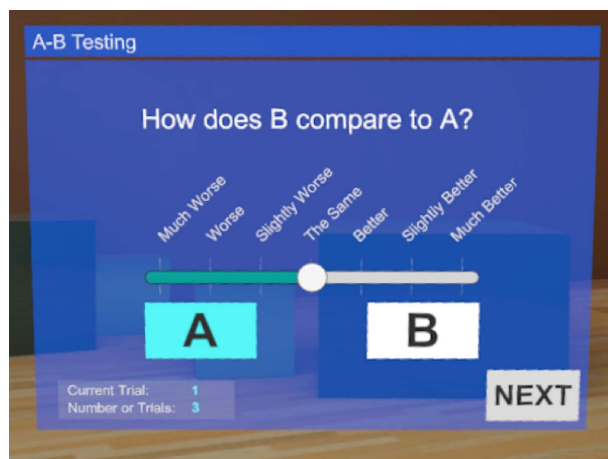 A-B Testing
How does B compare to A?
Much Worse
Worse
Slightly Worse
The Same
Better
Slightly Better
Much Better
A
B
Current Trial: 1
Number or Trials: 3
NEXT